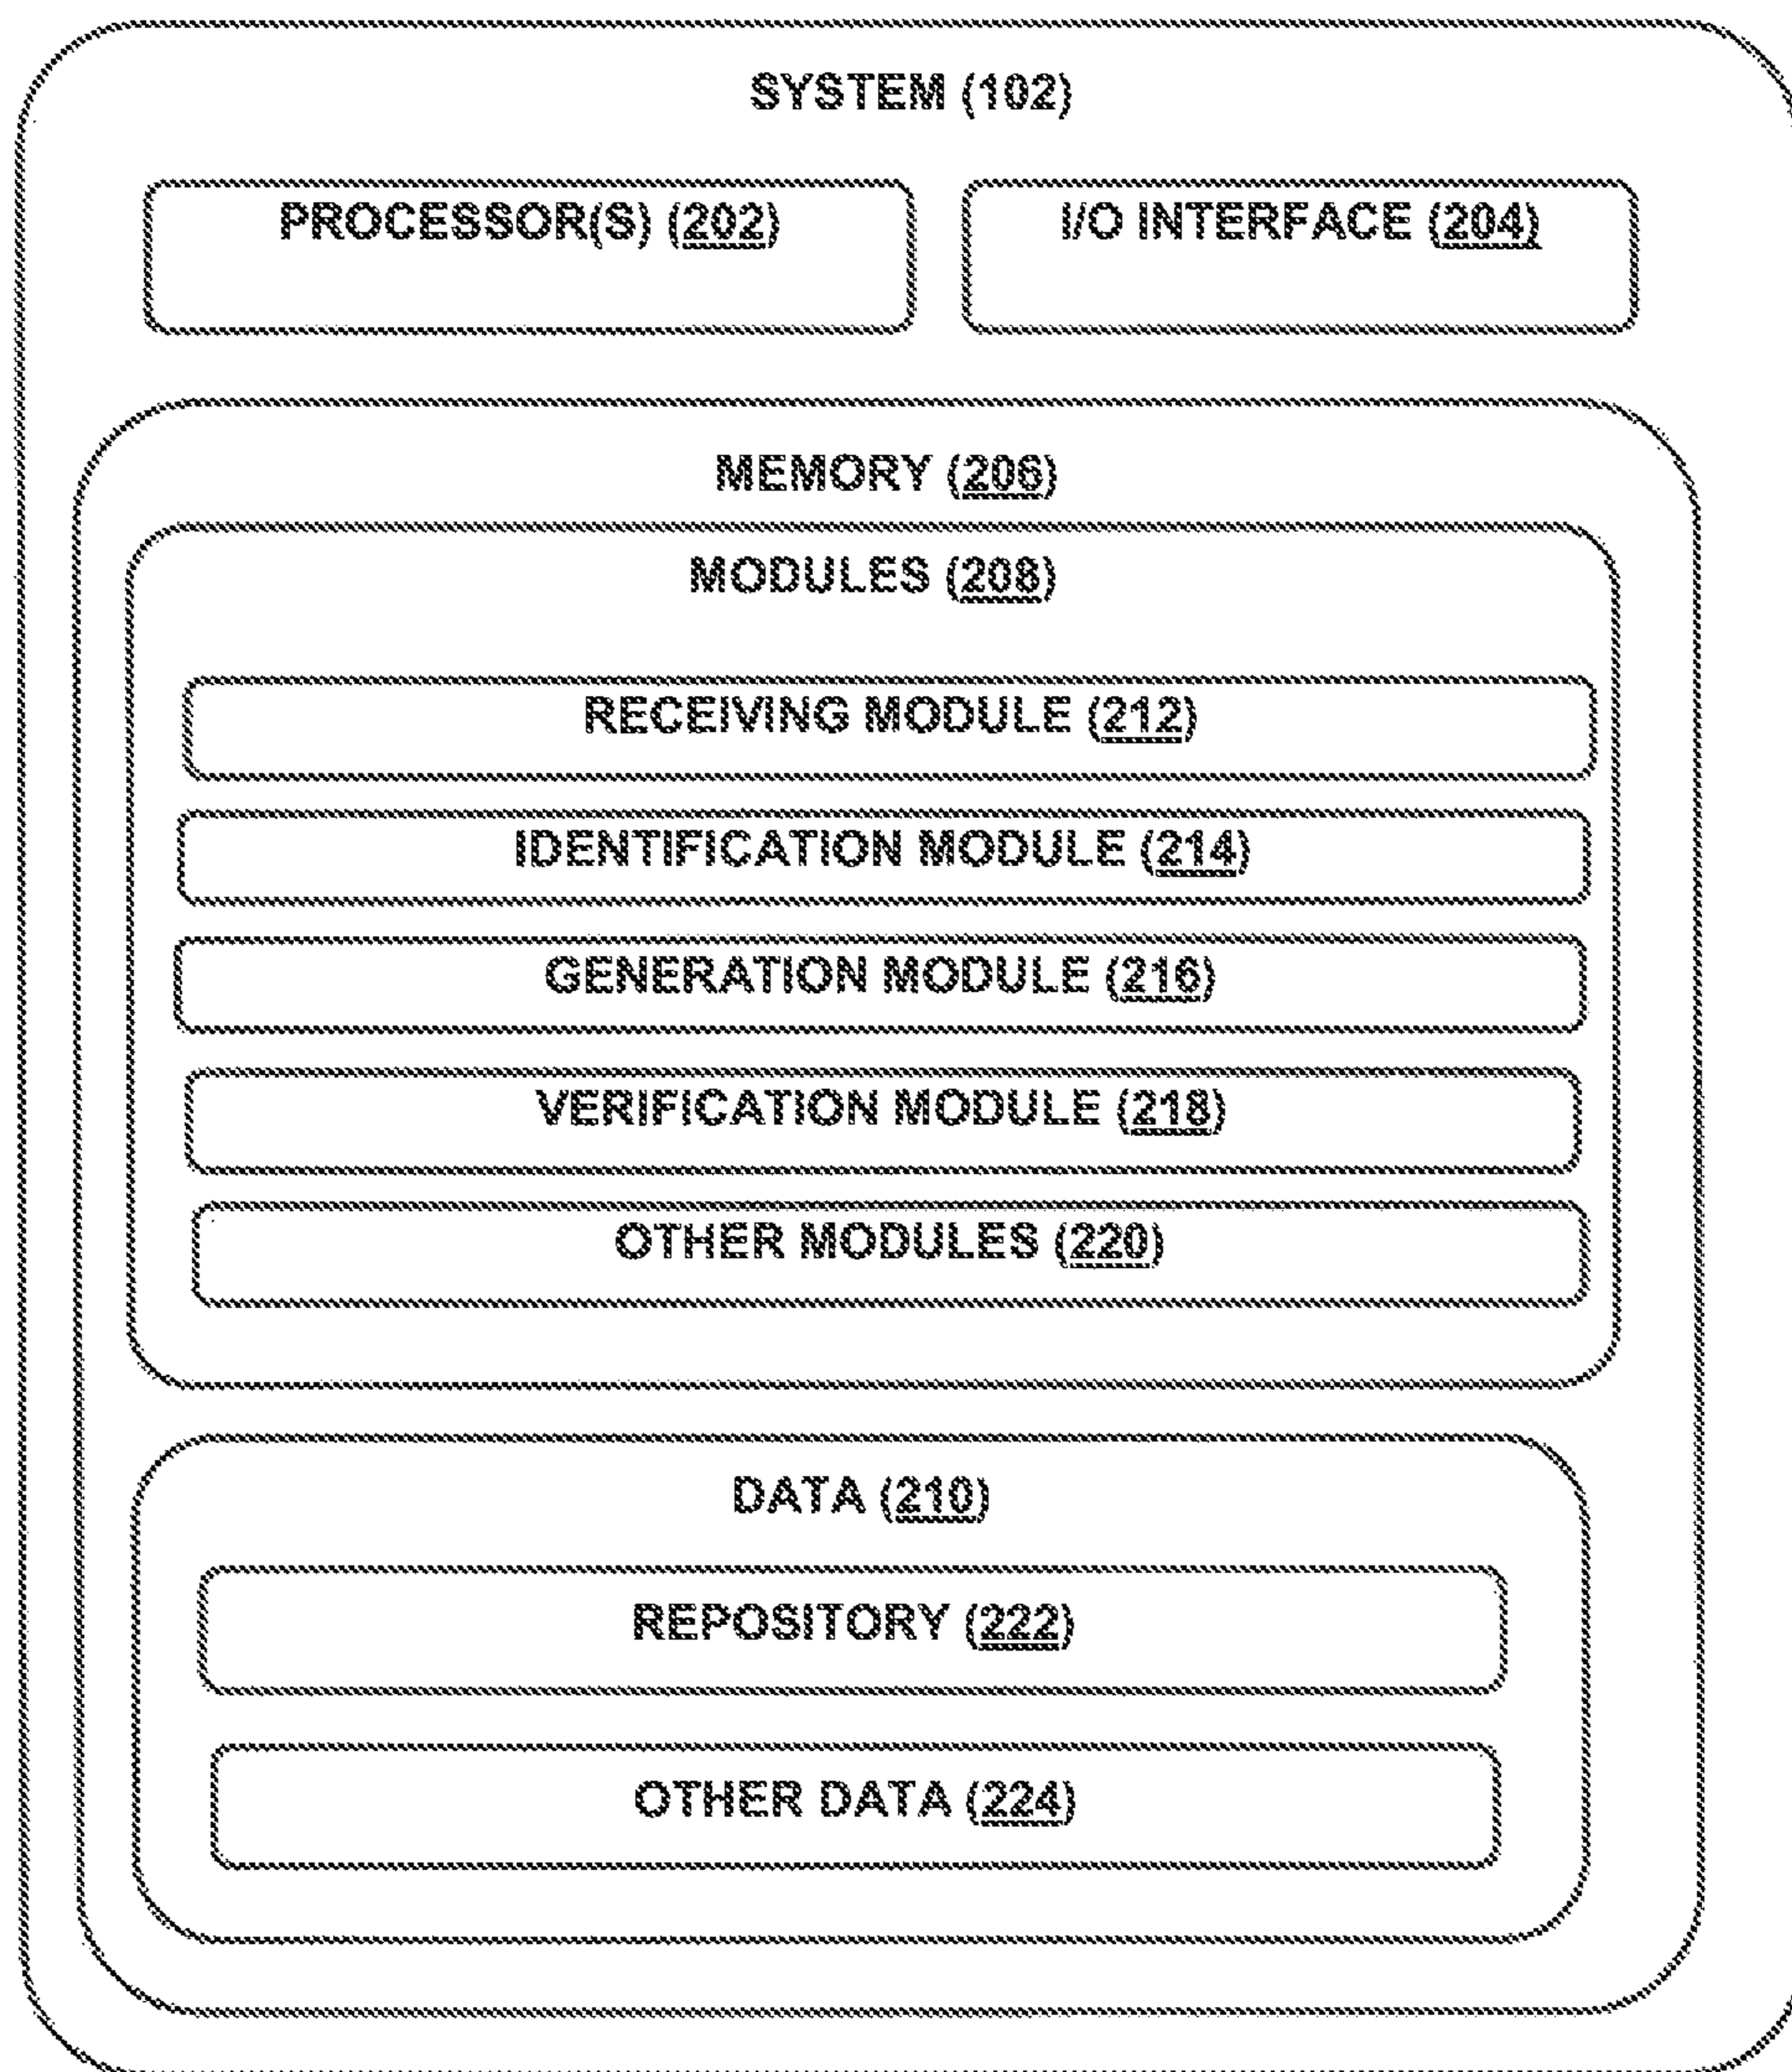 SYSTEM (102)
PROCESSOR(S) (202)
I/O INTERFACE (204)
MEMORY (206)
MODULES (208)
RECEIVING MODULE (212)
IDENTIFICATION MODULE (214)
GENERATION MODULE (216)
VERIFICATION MODULE (218)
OTHER MODULES (220)
DATA (210)
REPOSITORY (222)
OTHER DATA (224)